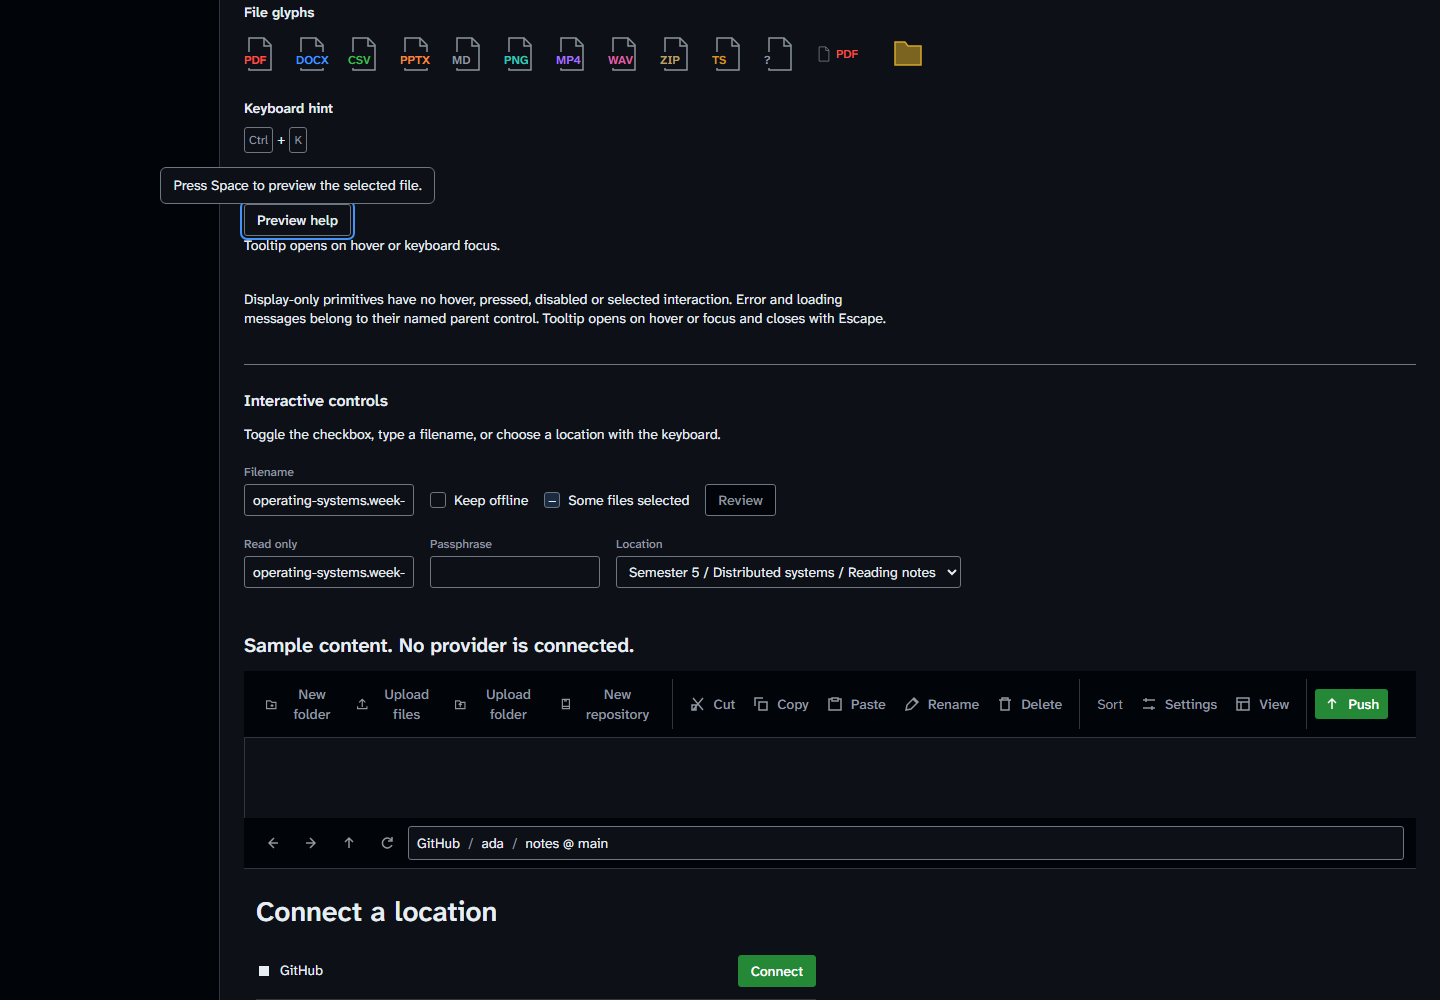 File glyphs
PDF DOCX CSV PPTX MD PNG MP4 WAV ZIP TS ? PDF
Keyboard hint
Ctrl + K
Press Space to preview the selected file.
Preview help
Tooltip opens on hover or keyboard focus.
Display-only primitives have no hover, pressed, disabled or selected interaction. Error and loading
messages belong to their named parent control. Tooltip opens on hover or focus and closes with Escape.
Interactive controls
Toggle the checkbox, type a filename, or choose a location with the keyboard.
Filename
operating-systems.week- Keep offline Some files selected Review
Read only Passphrase Location
operating-systems.week- Semester 5 / Distributed systems / Reading notes
Sample content. No provider is connected.
New folder Upload files Upload folder New repository Cut Copy Paste Rename Delete Sort Settings View Push
GitHub / ada / notes @ main
Connect a location
GitHub Connect